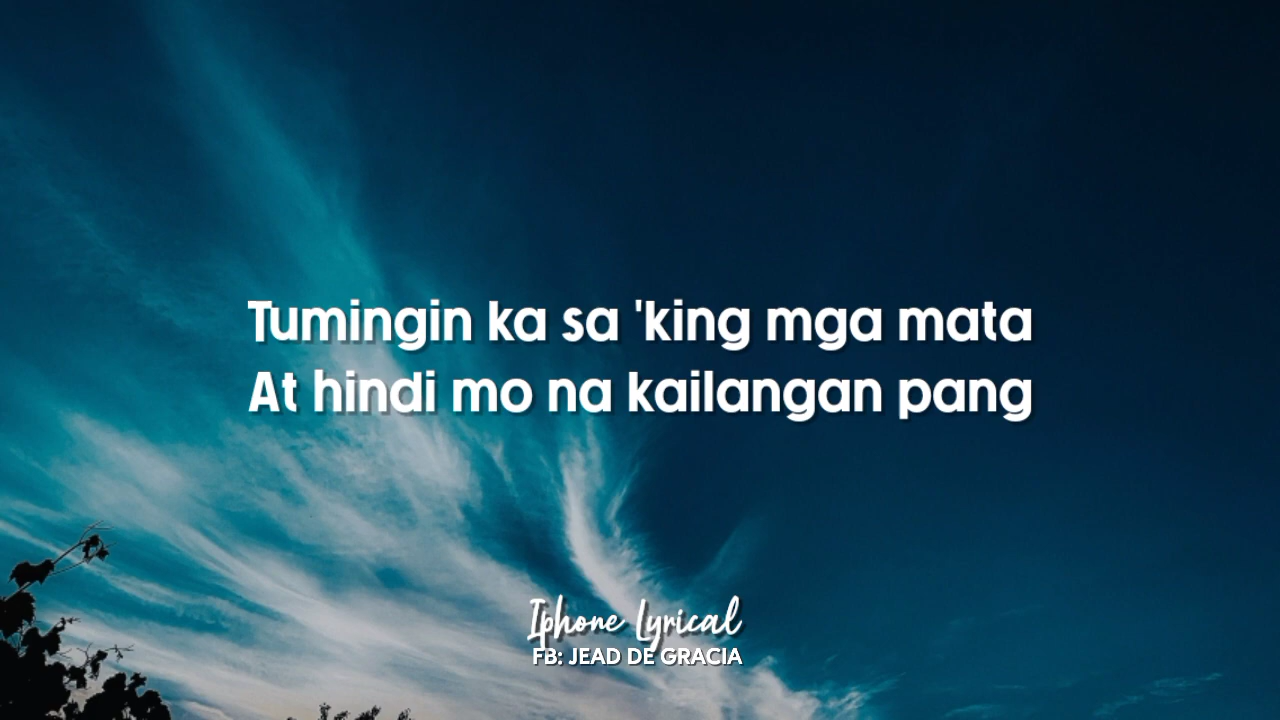 Tumingin ka sa 'king mga mata
At hindi mo na kailangan pang
Iphone Lyrical
FB: JEAD DE GRACIA